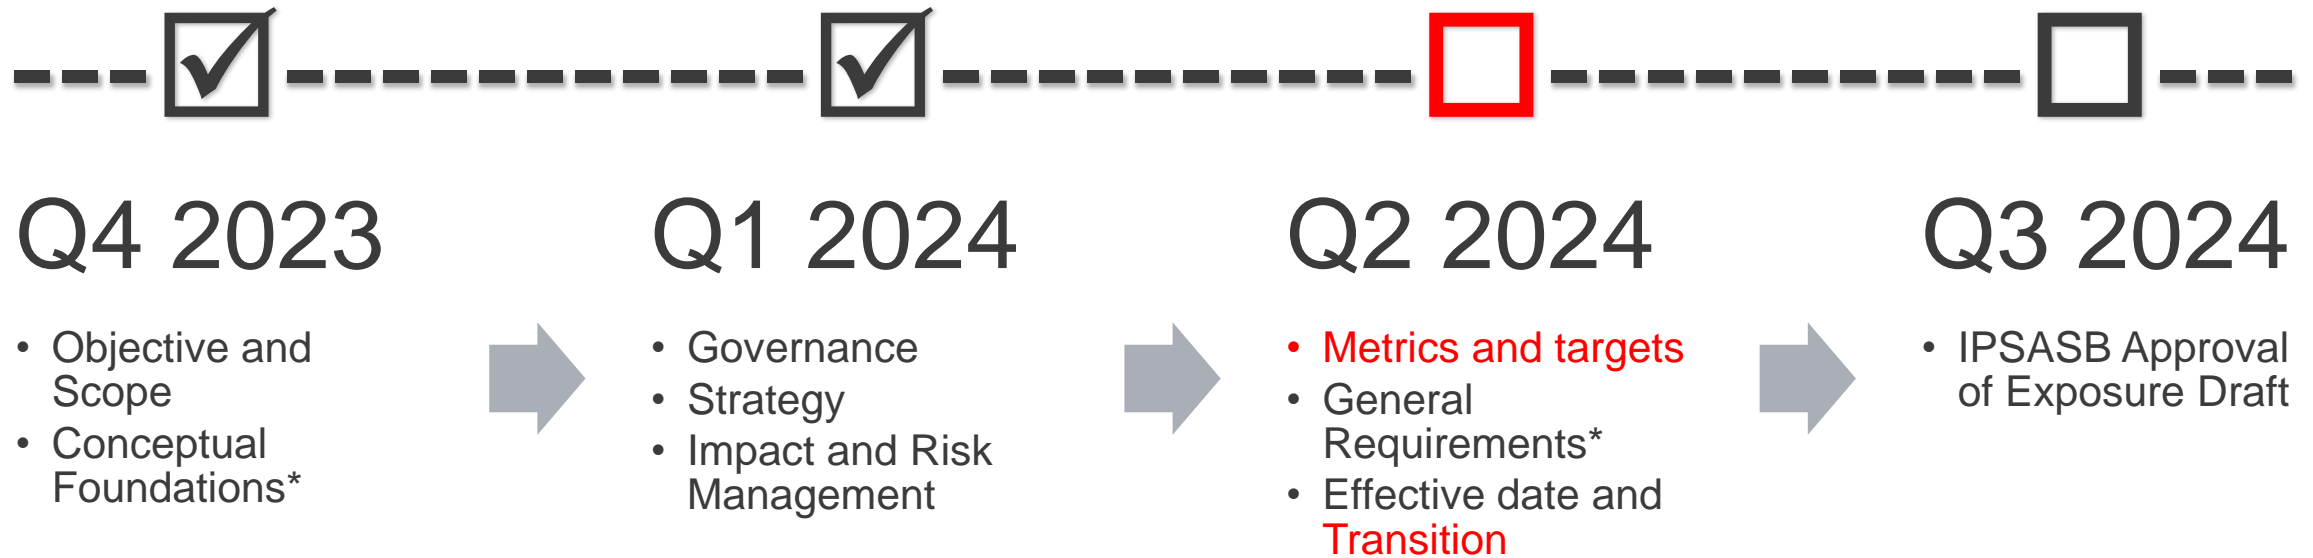 Q4 2023
• Objective and
Scope
• Conceptual
Foundations*
Q1 2024
• Governance
• Strategy
• Impact and Risk
Management
Q2 2024
• Metrics and targets
• General
Requirements*
• Effective date and
Transition
Q3 2024
• IPSASB Approval
of Exposure Draft